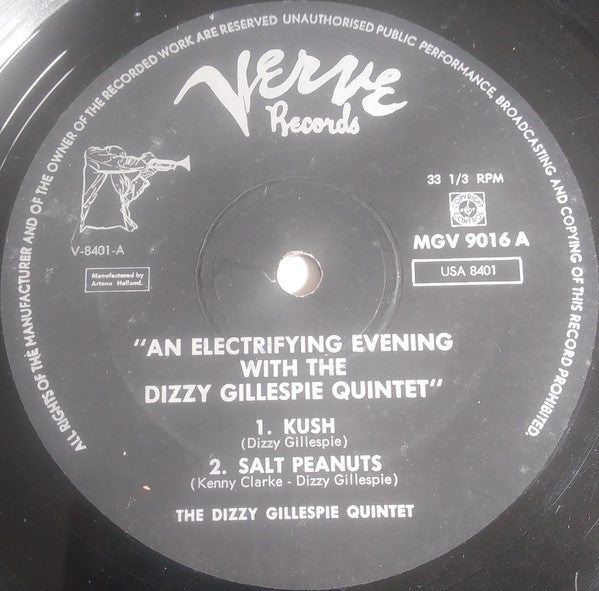 ALL RIGHTS OF THE MANUFACTURER AND OF THE OWNER OF THE RECORDED WORK ARE RESERVED UNAUTHORISED PUBLIC PERFORMANCE, BROADCASTING AND COPYING OF THIS RECORD PROHIBITED.
Verve
Records
33 1/3 RPM
V-8401-A
MGV 9016 A
Manufactured by
Artone Holland.
USA 8401
"AN ELECTRIFYING EVENING
WITH THE
DIZZY GILLESPIE QUINTET"
1. KUSH
(Dizzy Gillespie)
2. SALT PEANUTS
(Kenny Clarke - Dizzy Gillespie)
THE DIZZY GILLESPIE QUINTET